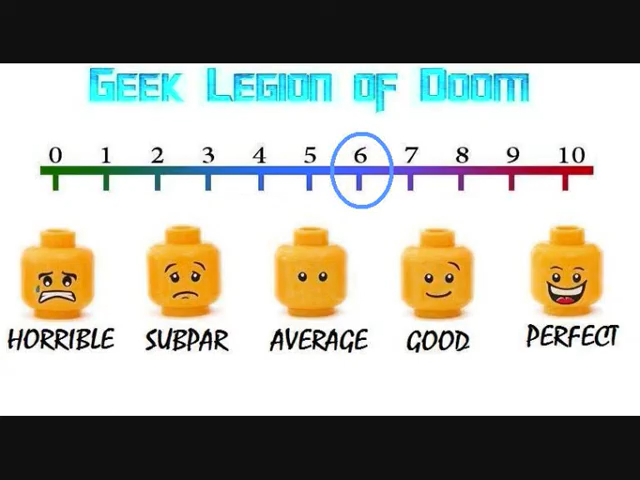 GEEK LEGION OF DOOM
0 1 2 3 4 5 6 7 8 9 10
HORRIBLE SUBPAR AVERAGE GOOD PERFECT